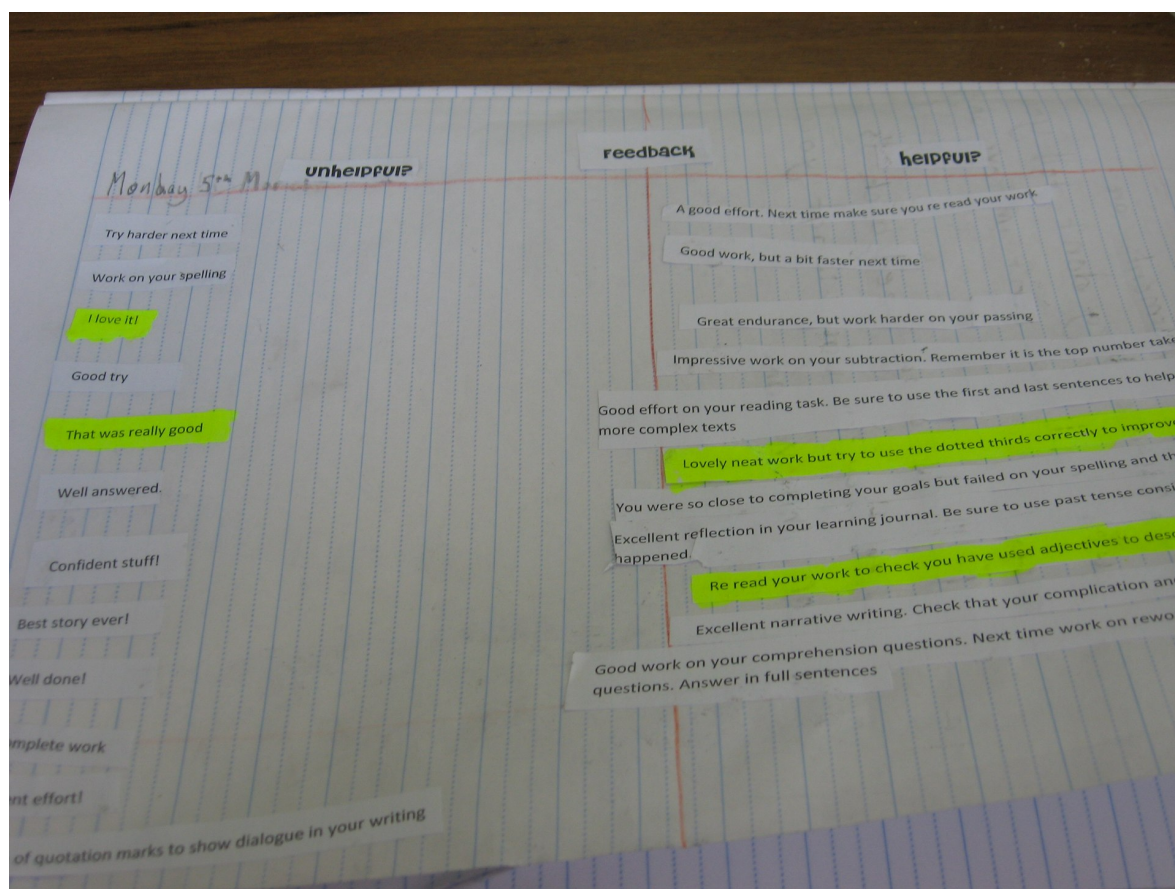 feedback
Monday 5th
unhelpful?
helpful?
Try harder next time
Work on your spelling
I love it!
Good try
That was really good
Well answered.
Confident stuff!
Best story ever!
Well done!
work
effort!
of quotation marks to show dialogue in your writing
A good effort. Next time make sure you re read your work
Good work, but a bit faster next time
Great endurance, but work harder on your passing
Impressive work on your subtraction. Remember it is the top number take
Good effort on your reading task. Be sure to use the first and last sentences to help
more complex texts
Lovely neat work but try to use the dotted thirds correctly to improve
You were so close to completing your goals but failed on your spelling and
Excellent reflection in your learning journal. Be sure to use past tense
happened.
Re read your work to check you have used adjectives to
Excellent narrative writing. Check that your complication
Good work on your comprehension questions. Next time work on
questions. Answer in full sentences